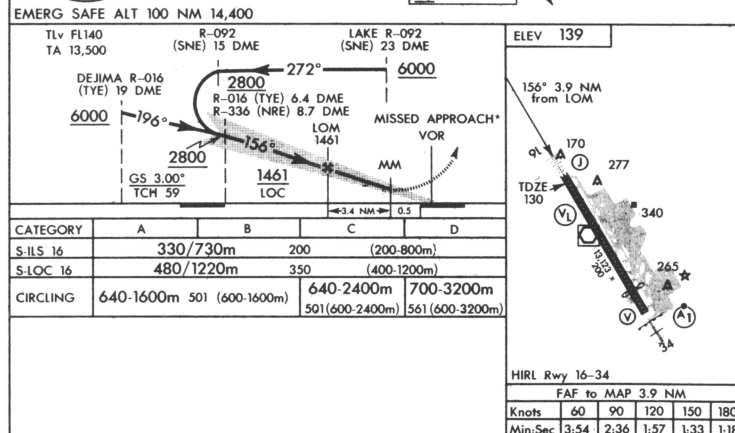 EMERG SAFE ALT 100 NM 14,400
TLv FL140
TA 13,500
R-092
(SNE) 15 DME
LAKE R-092
(SNE) 23 DME
272°
6000
2800
DEJIMA R-016
(TYE) 19 DME
6000
196°
R-016 (TYE) 6.4 DME
R-336 (NRE) 8.7 DME
LOM
1461
MISSED APPROACH*
VOR
156°
MM
2800
GS 3.00°
TCH 59
1461
LOC
3.4 NM
0.5
CATEGORY A B C D
S-ILS 16 330/730m 200 (200-800m)
S-LOC 16 480/1220m 350 (400-1200m)
CIRCLING 640-1600m 501 (600-1600m) 640-2400m 501(600-2400m) 700-3200m 561(600-3200m)
ELEV 139
156° 3.9 NM
from LOM
16
170
J
277
TDZE
130
VL
340
13,123 x 200
265
V
A1
34
HIRL Rwy 16-34
FAF to MAP 3.9 NM
Knots 60 90 120 150 180
Min:Sec 3:54 2:36 1:57 1:33 1:18